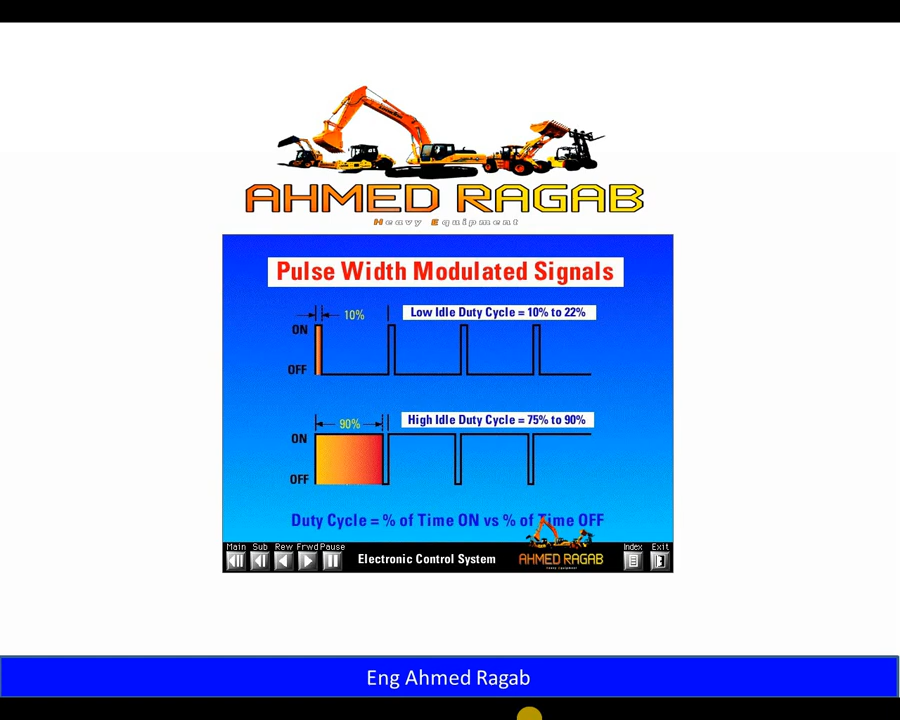 AHMED RAGAB
Heavy Equipment
Pulse Width Modulated Signals
10%
Low Idle Duty Cycle = 10% to 22%
ON
OFF
90%
High Idle Duty Cycle = 75% to 90%
ON
OFF
Duty Cycle = % of Time ON vs % of Time OFF
Main Sub Rew Frwd Pause
Electronic Control System
AHMED RAGAB
Index Exit
Eng Ahmed Ragab